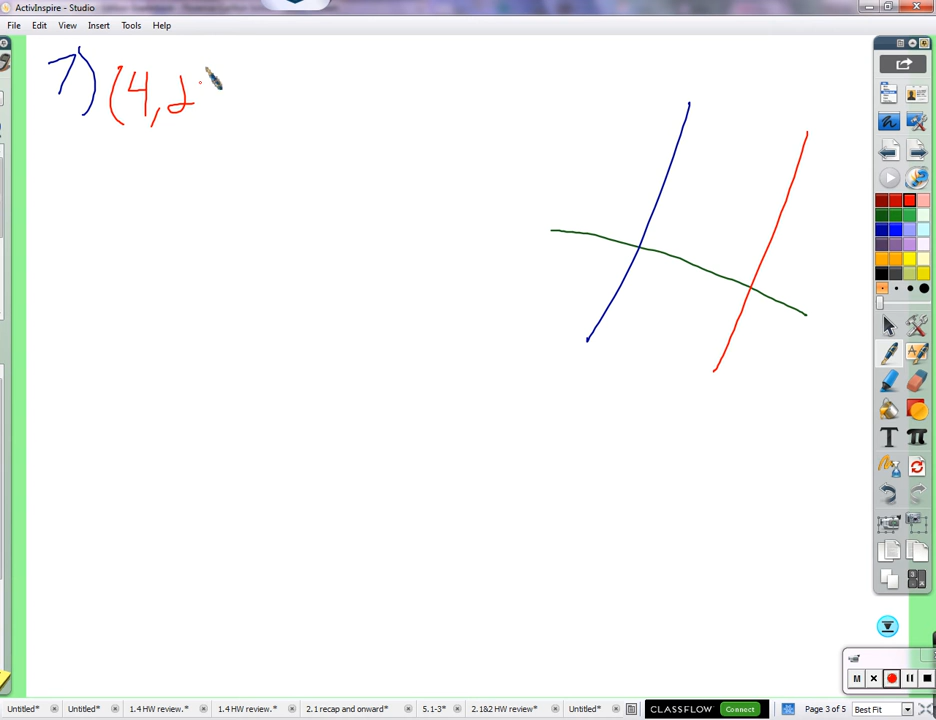 ActivInspire - Studio
File Edit View Insert Tools Help
7) (4, 2
M
Untitled* Untitled* 1.4 HW review.* 1.4 HW review.* 2.1 recap and onward* 5.1-3* 2.1&2 HW review* Untitled* CLASSFLOW Connect Page 3 of 5 Best Fit